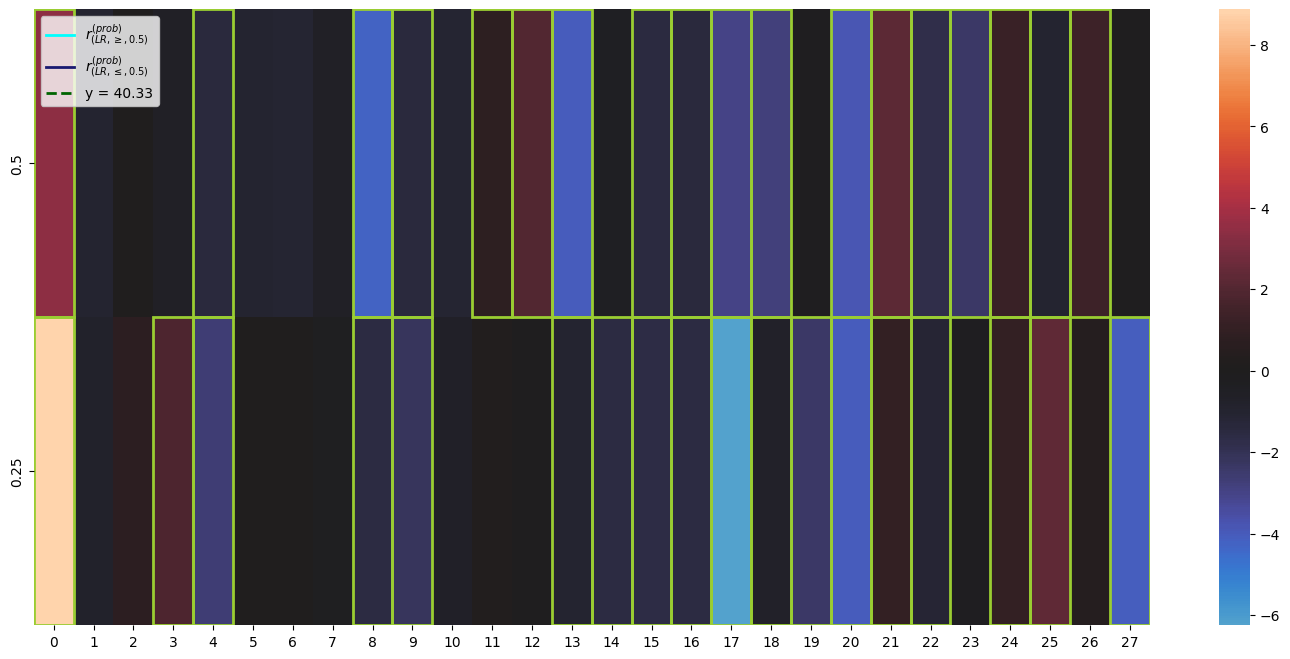 r^{(prob)}_{(LR, ≥, 0.5)}
r^{(prob)}_{(LR, ≤, 0.5)}
y = 40.33
0.5
0.25
0 1 2 3 4 5 6 7 8 9 10 11 12 13 14 15 16 17 18 19 20 21 22 23 24 25 26 27
8
6
4
2
0
−2
−4
−6